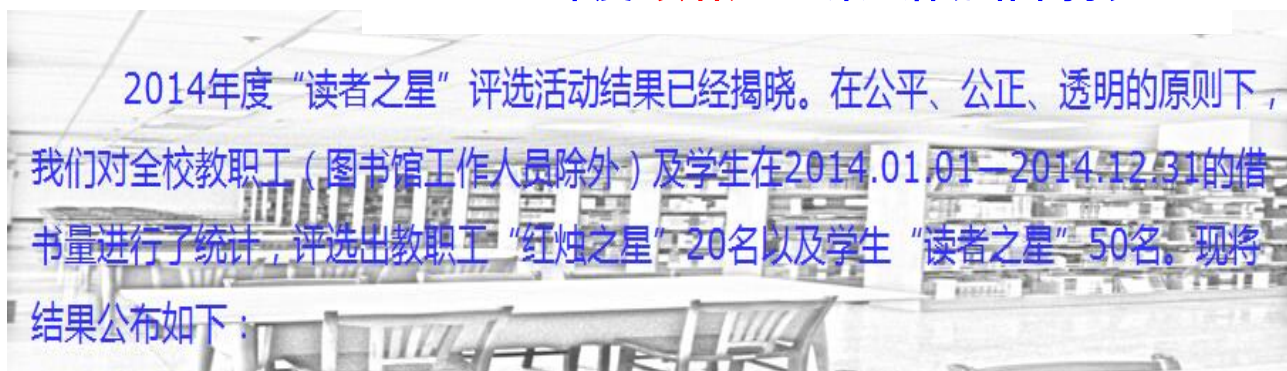 2014年度“读者之星”评选活动结果已经揭晓。在公平、公正、透明的原则下，
我们对全校教职工（图书馆工作人员除外）及学生在2014.01.01—2014.12.31的借
书量进行了统计，评选出教职工“红烛之星”20名以及学生“读者之星”50名。现将
结果公布如下：